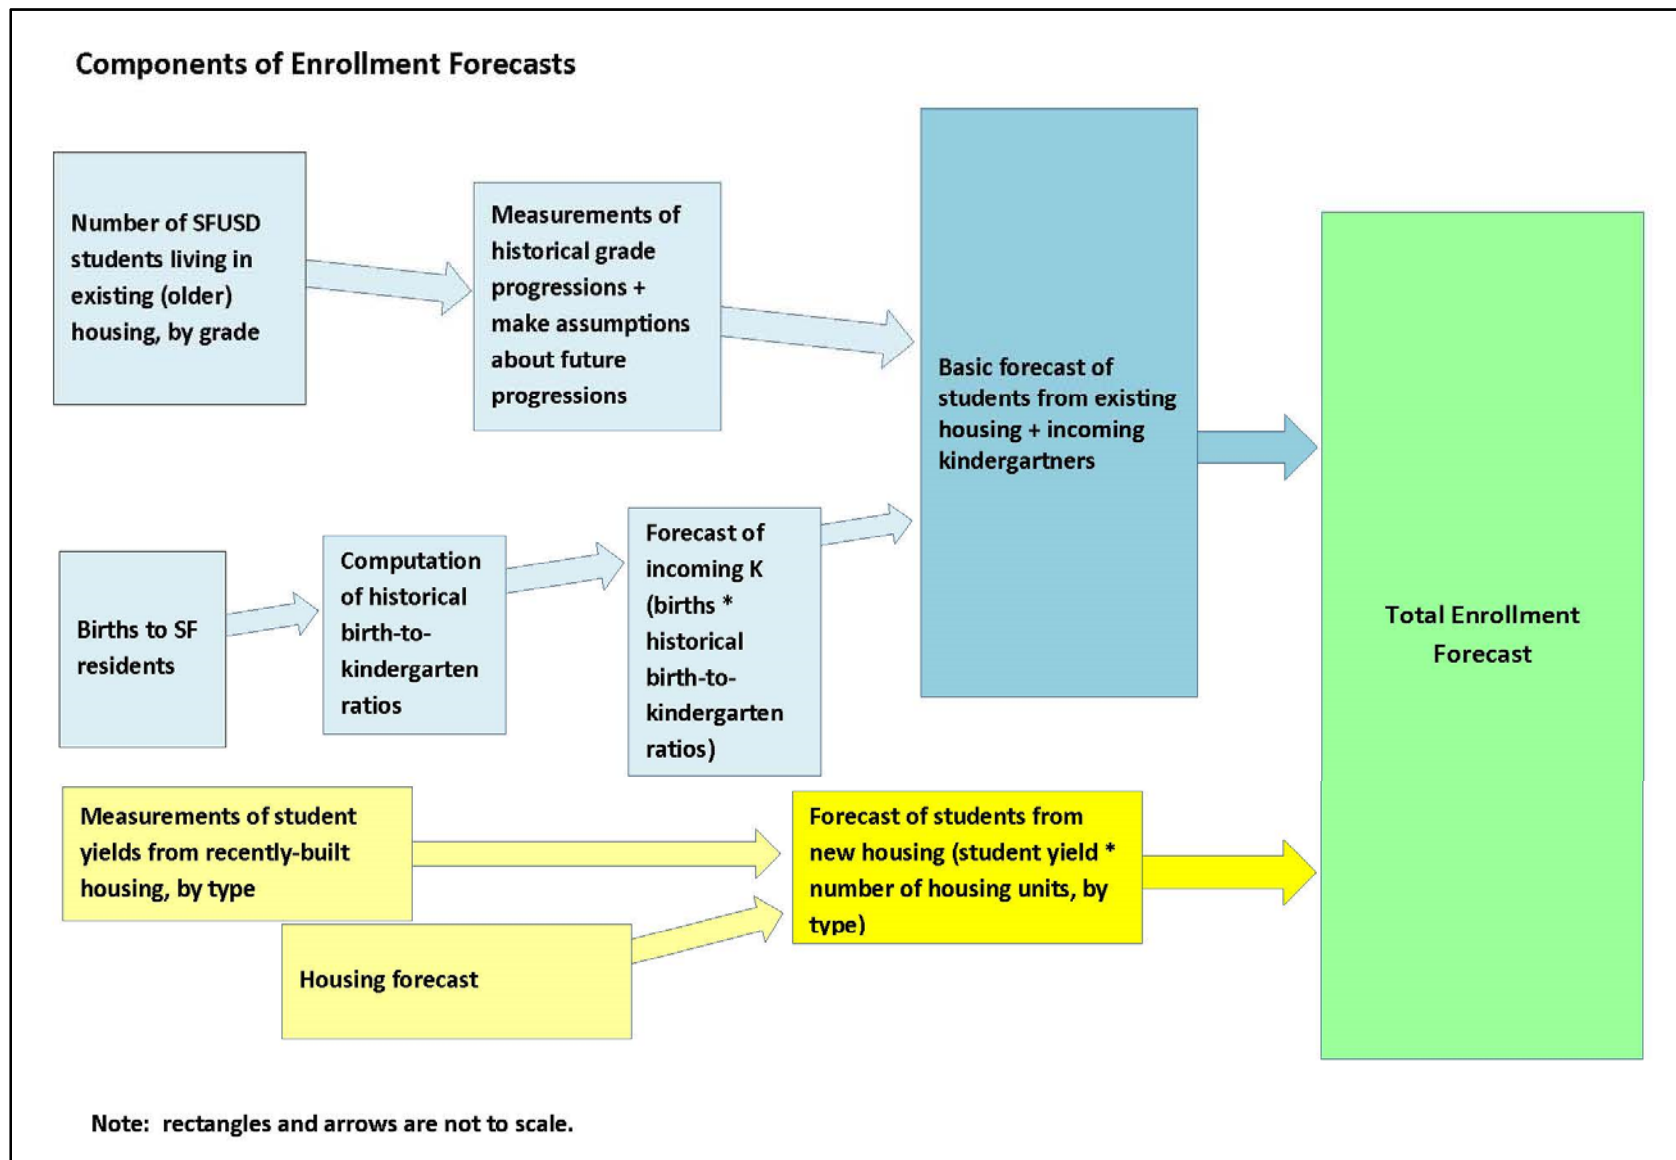 Components of Enrollment Forecasts
Number of SFUSD
students living in
existing (older)
housing, by grade
Measurements of
historical grade
progressions +
make assumptions
about future
progressions
Basic forecast of
students from existing
housing + incoming
kindergartners
Total Enrollment
Forecast
Births to SF
residents
Computation
of historical
birth-to-
kindergarten
ratios
Forecast of
incoming K
(births *
historical
birth-to-
kindergarten
ratios)
Measurements of student
yields from recently-built
housing, by type
Housing forecast
Forecast of students from
new housing (student yield *
number of housing units, by
type)
Note:  rectangles and arrows are not to scale.